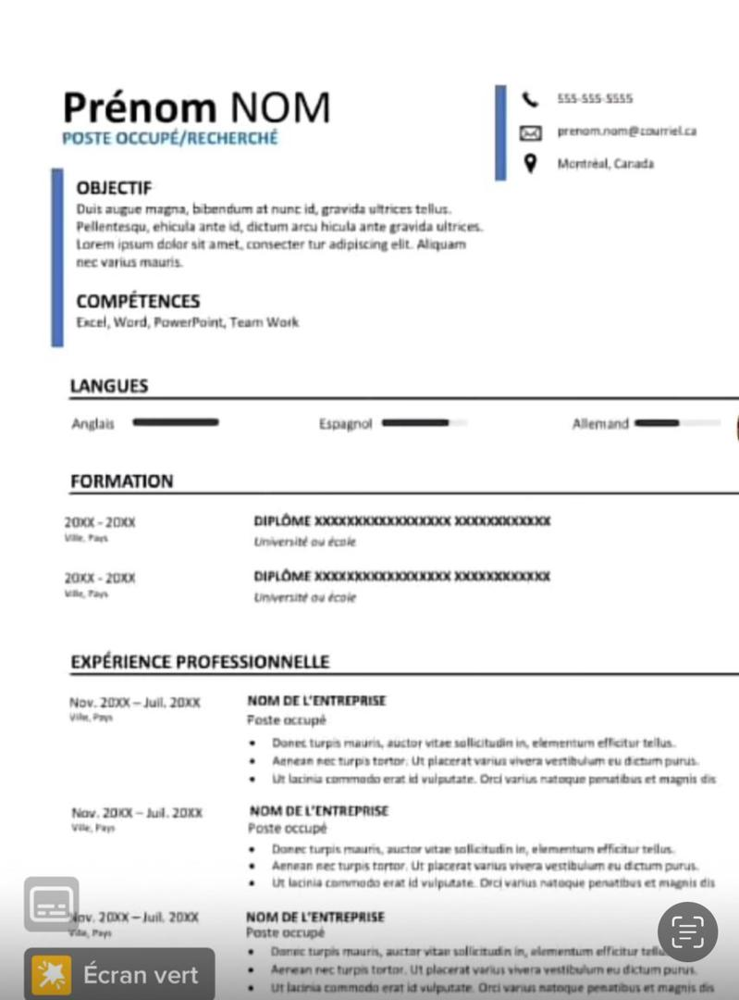 Prénom NOM
POSTE OCCUPÉ/RECHERCHÉ
555-555-5555
prenom.nom@courriel.ca
Montréal, Canada
OBJECTIF
Duis augue magna, bibendum at nunc id, gravida ultrices tellus.
Pellentesqu, ehicula ante id, dictum arcu hicula ante gravida ultrices.
Lorem ipsum dolor sit amet, consecter tur adipiscing elit. Aliquam
nec varius mauris.
COMPÉTENCES
Excel, Word, PowerPoint, Team Work
LANGUES
Anglais Espagnol Allemand
FORMATION
20XX - 20XX DIPLÔME XXXXXXXXXXXXXXXXX XXXXXXXXXXXX
Ville, Pays Université ou école
20XX - 20XX DIPLÔME XXXXXXXXXXXXXXXXX XXXXXXXXXXXX
Ville, Pays Université ou école
EXPÉRIENCE PROFESSIONNELLE
Nov. 20XX – Juil. 20XX NOM DE L'ENTREPRISE
Ville, Pays Poste occupé
• Donec turpis mauris, auctor vitae sollicitudin in, elementum efficitur tellus.
• Aenean nec turpis tortor. Ut placerat varius vivera vestibulum eu dictum purus.
• Ut lacinia commodo erat id vulputate. Orci varius natoque penatibus et magnis dis
Nov. 20XX – Juil. 20XX NOM DE L'ENTREPRISE
Ville, Pays Poste occupé
• Donec turpis mauris, auctor vitae sollicitudin in, elementum efficitur tellus.
• Aenean nec turpis tortor. Ut placerat varius vivera vestibulum eu dictum purus.
• Ut lacinia commodo erat id vulputate. Orci varius natoque penatibus et magnis dis
Nov. 20XX – Juil. 20XX NOM DE L'ENTREPRISE
Ville, Pays Poste occupé
• Donec turpis mauris, auctor vitae sollicitudin in, elementum efficitur
• Aenean nec turpis tortor. Ut placerat varius vivera vestibulum eu dictum purus.
• Ut lacinia commodo erat id vulputate. Orci varius natoque penatibus et magnis dis
Écran vert